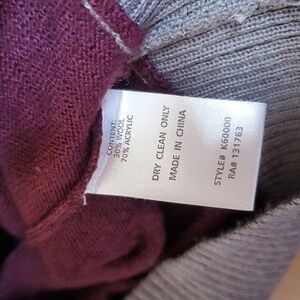 CONTENT:
30% WOOL
70% ACRYLIC
DRY CLEAN ONLY
MADE IN CHINA
STYLE# K60000
RA# 131763